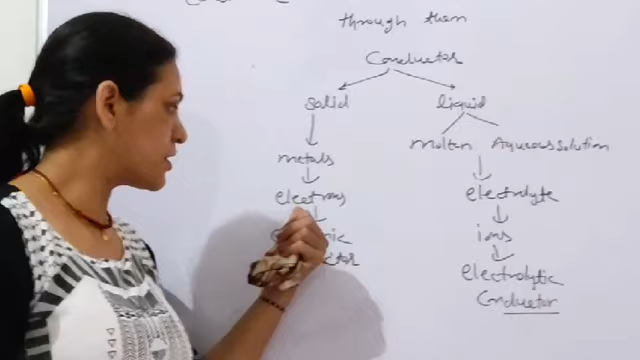 through them
Conductor
solid liquid
molten Aqueous solution
metals
electrons electrolyte
ions
electrolytic
Conductor